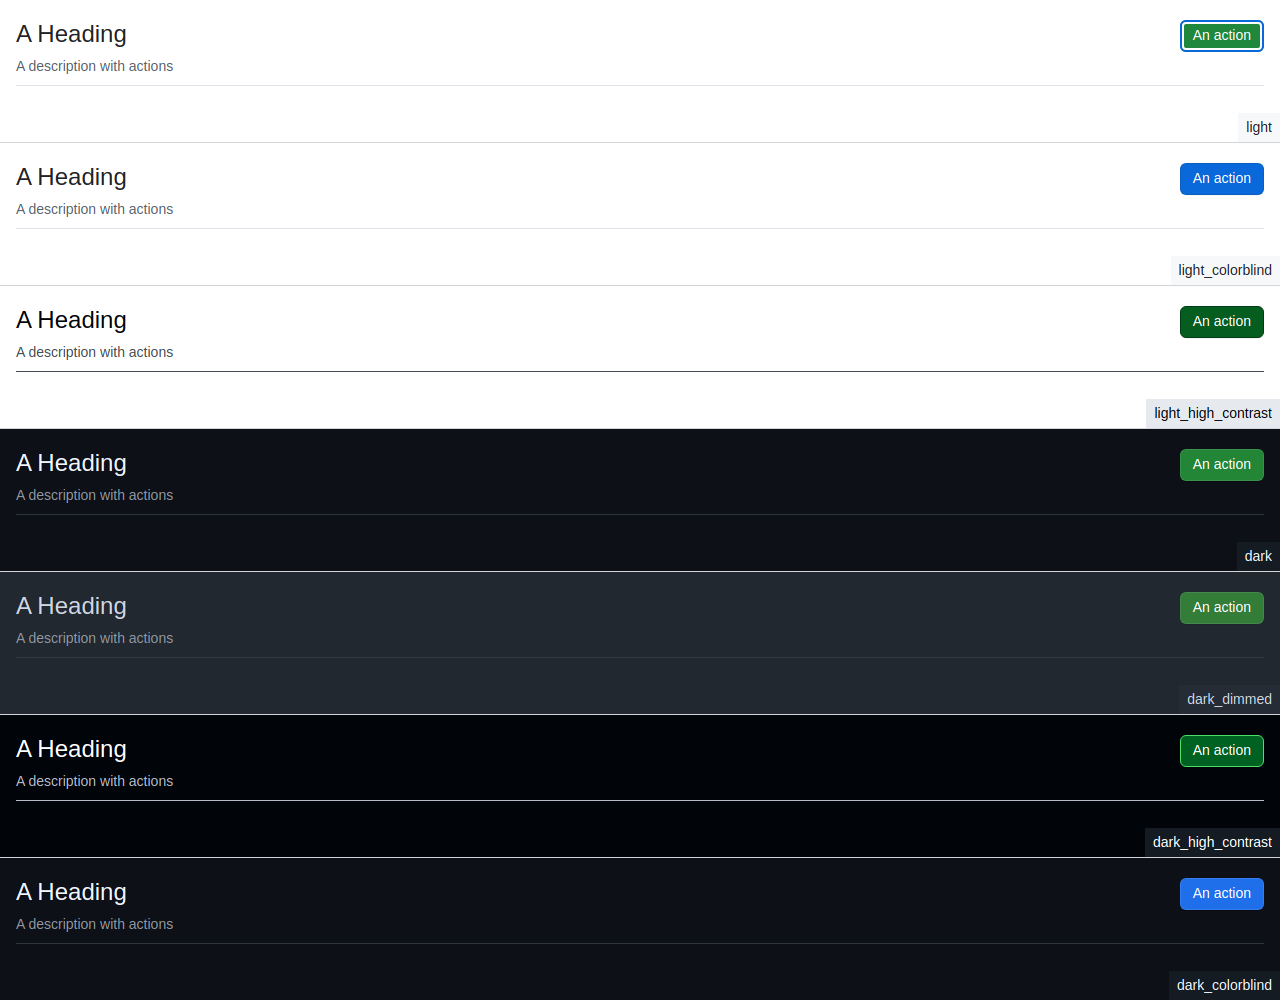 A Heading
An action
A description with actions
light
A Heading
An action
A description with actions
light_colorblind
A Heading
An action
A description with actions
light_high_contrast
A Heading
An action
A description with actions
dark
A Heading
An action
A description with actions
dark_dimmed
A Heading
An action
A description with actions
dark_high_contrast
A Heading
An action
A description with actions
dark_colorblind